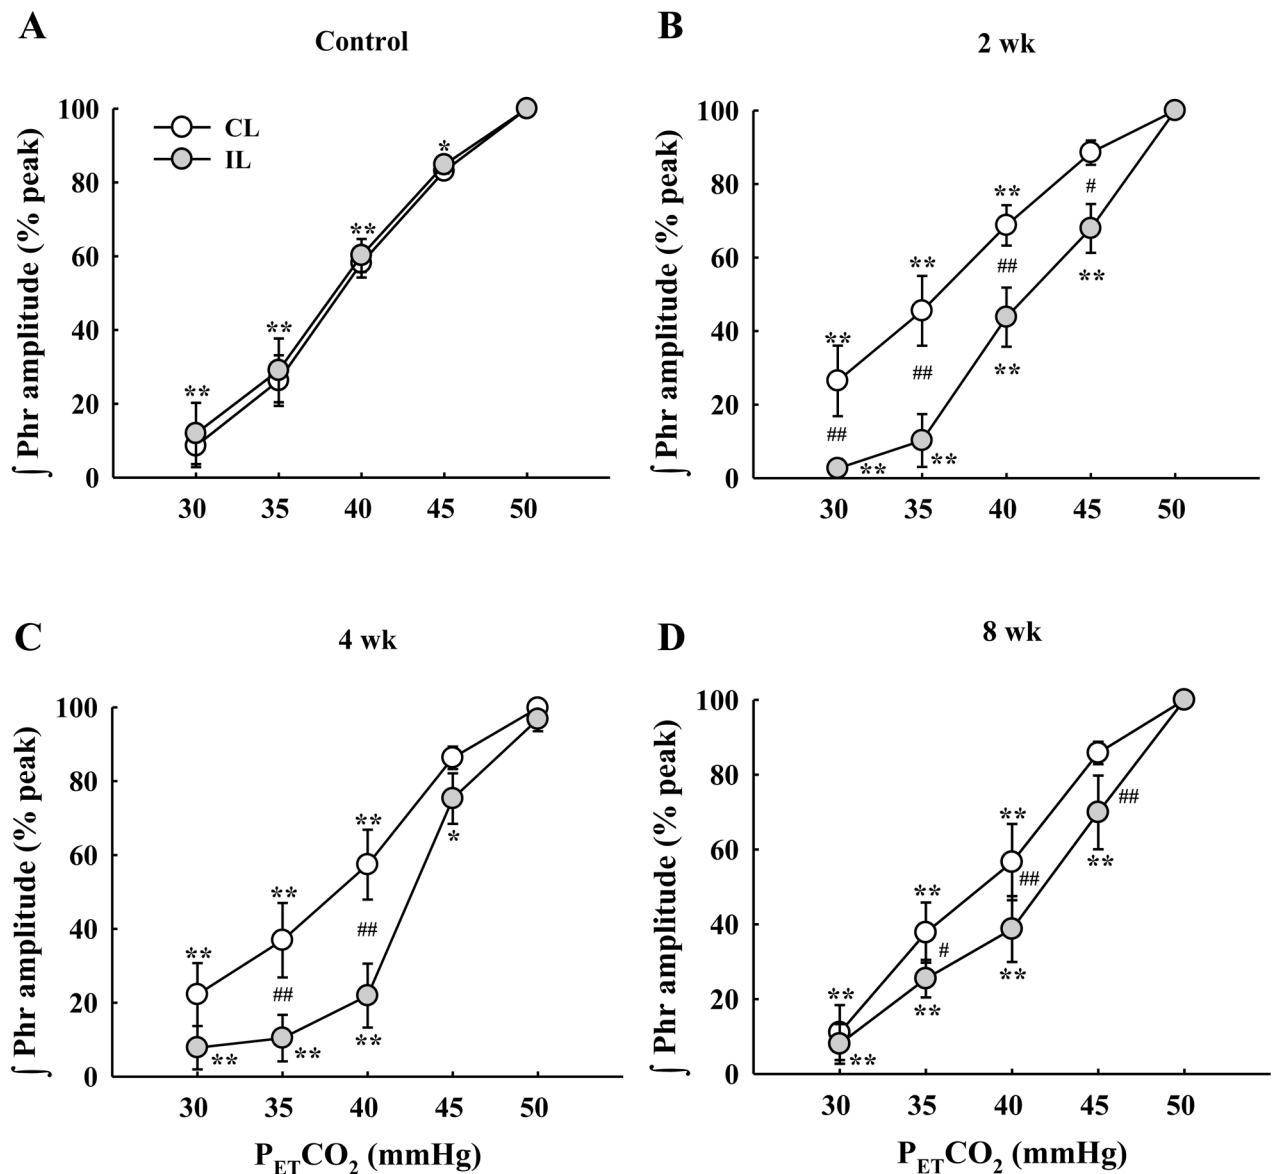 A
Control
∫ Phr amplitude (% peak)
100
80
60
40
20
0
CL
IL
**
**
**
*
30 35 40 45 50
B
2 wk
∫ Phr amplitude (% peak)
100
80
60
40
20
0
**
**
**
#
##
##
##
**
**
**
**
30 35 40 45 50
C
4 wk
∫ Phr amplitude (% peak)
100
80
60
40
20
0
**
**
**
##
##
*
**
**
**
30 35 40 45 50
PETCO2 (mmHg)
D
8 wk
∫ Phr amplitude (% peak)
100
80
60
40
20
0
**
**
**
##
##
#
**
**
**
**
30 35 40 45 50
PETCO2 (mmHg)